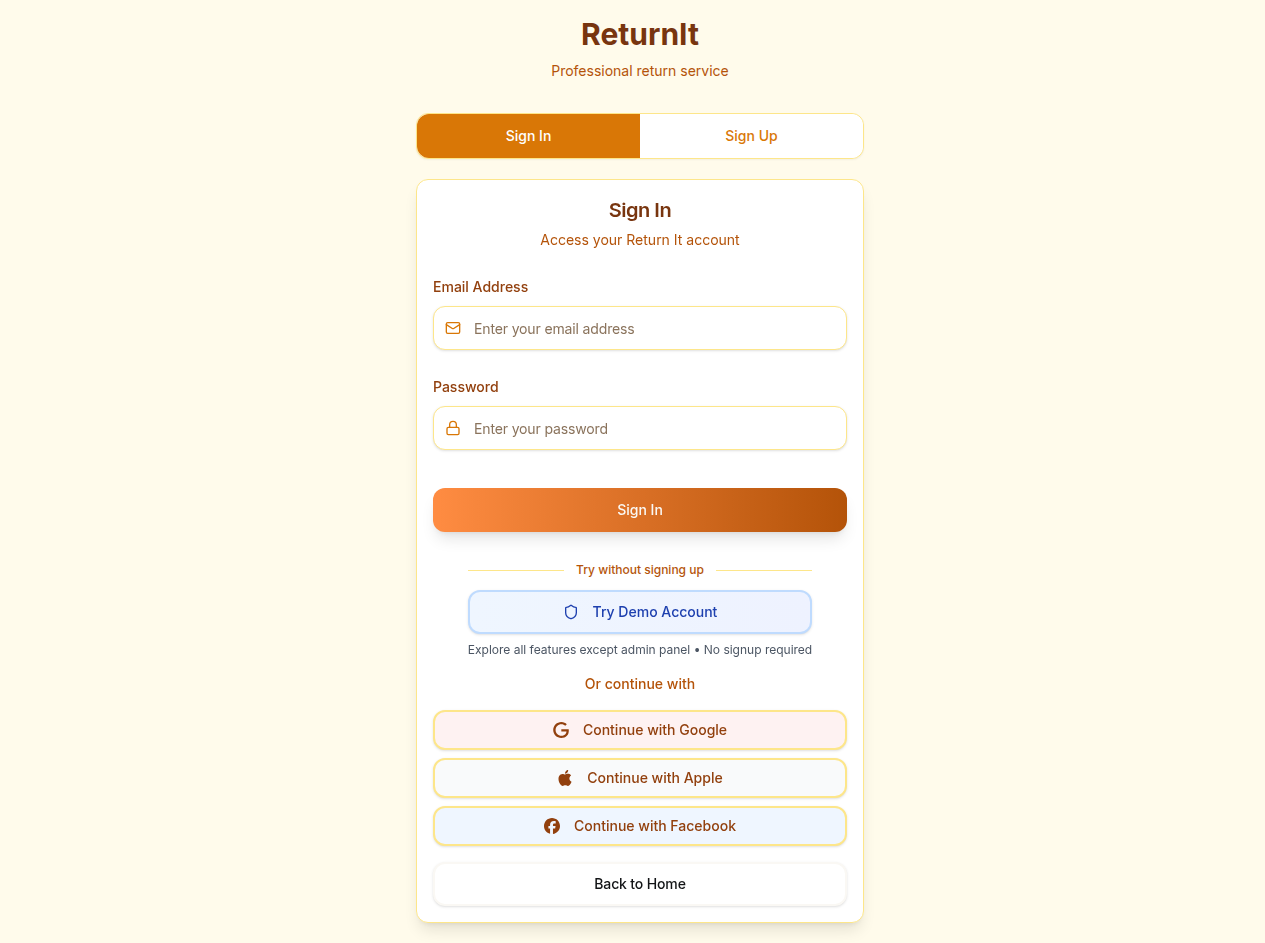 ReturnIt
Professional return service
Sign In
Sign Up
Sign In
Access your Return It account
Email Address
Enter your email address
Password
Enter your password
Sign In
Try without signing up
Try Demo Account
Explore all features except admin panel • No signup required
Or continue with
Continue with Google
Continue with Apple
Continue with Facebook
Back to Home